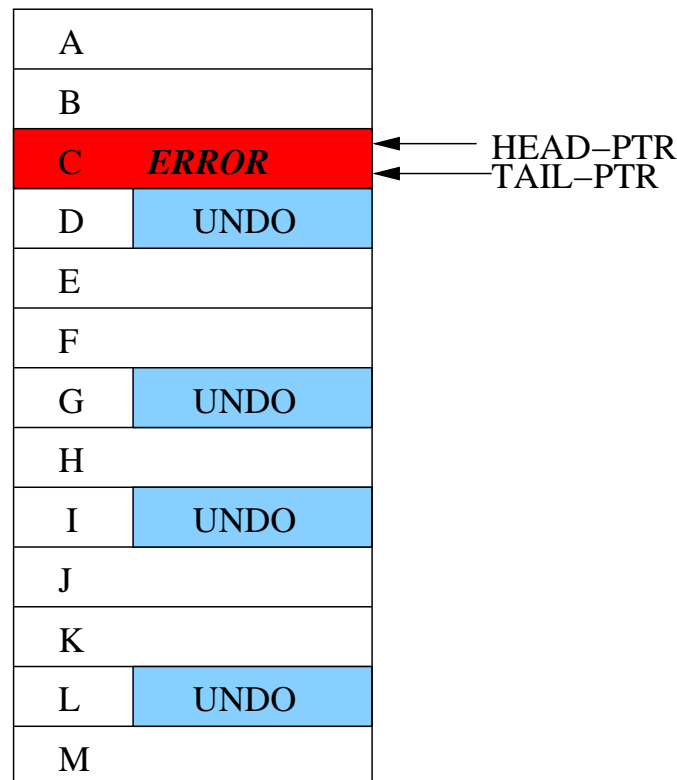 A
B
C ERROR
HEAD−PTR
TAIL−PTR
D UNDO
E
F
G UNDO
H
I UNDO
J
K
L UNDO
M